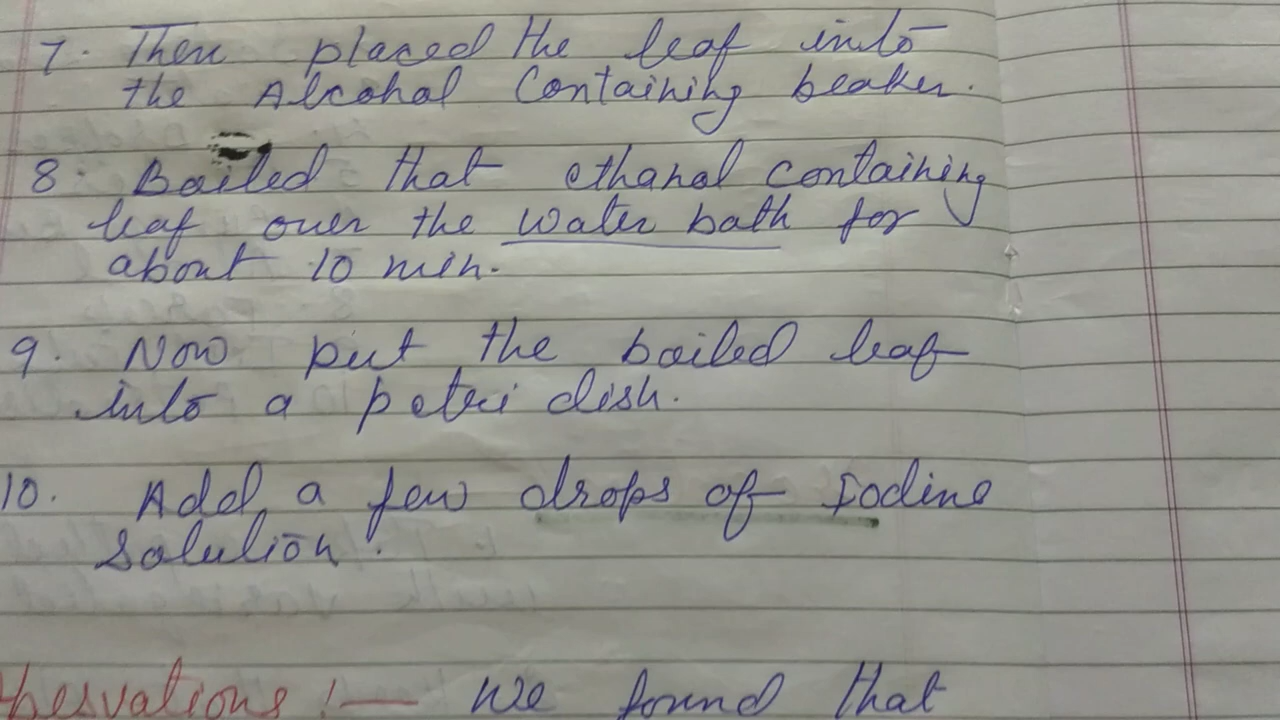 7. Then placed the leaf into
the Alcohal Containing beaker.
8. Boiled that ethanol containing
leaf over the water bath for
about 10 min.
9. Now put the boiled leaf
into a petri dish.
10. Add a few drops of Iodine
solution.
bservations :- We found that